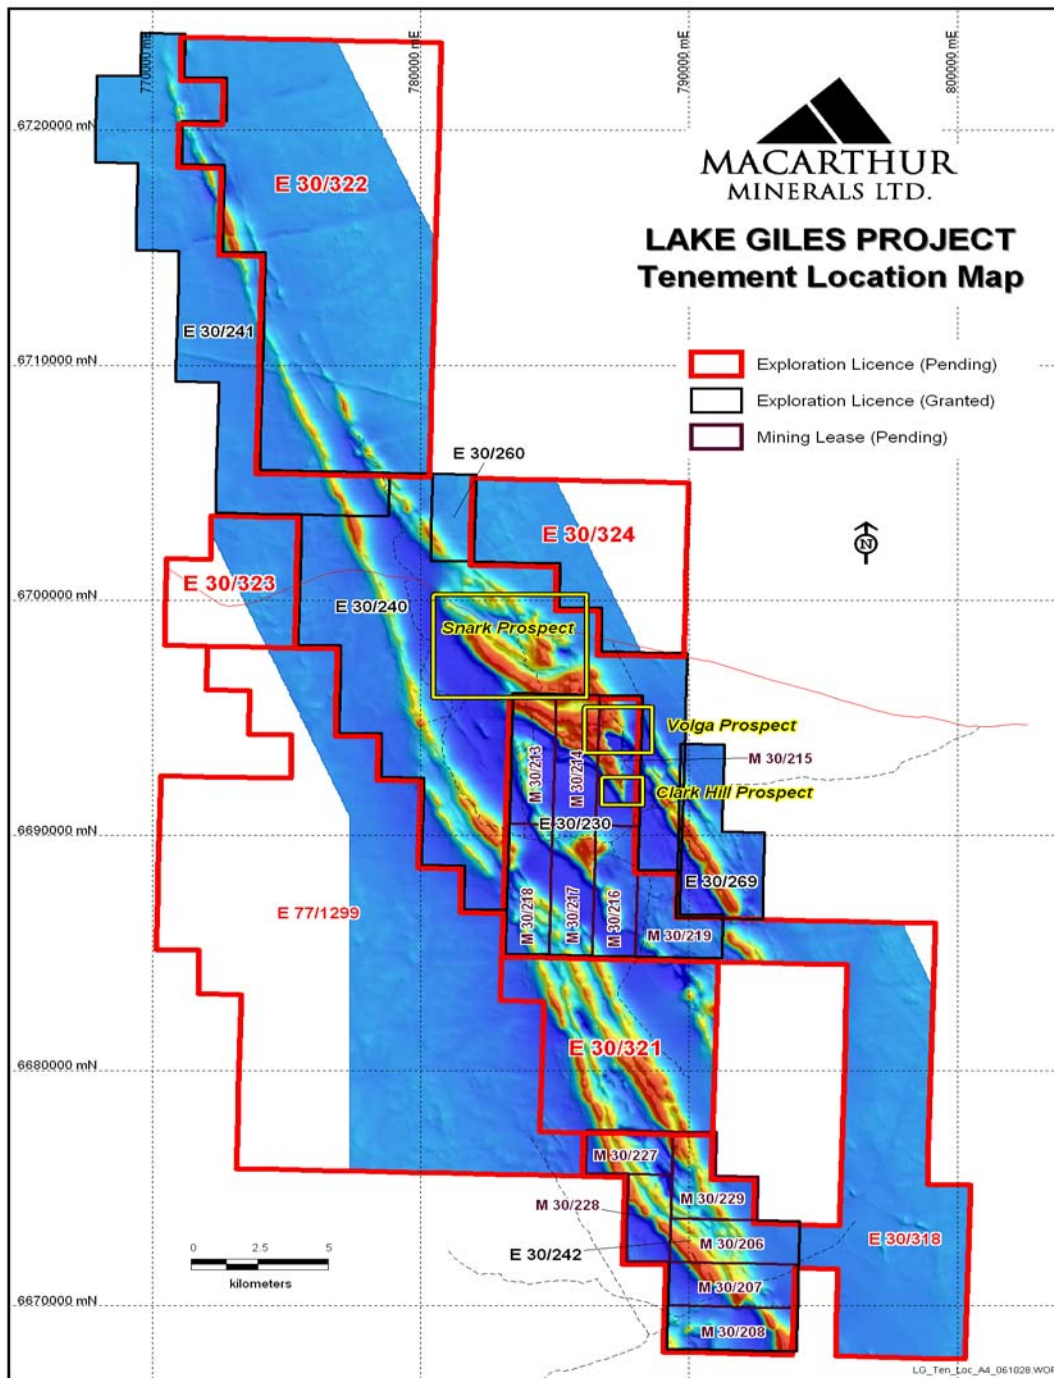 770000 mE
780000 mE
790000 mE
800000 mE
6720000 mN
MACARTHUR
MINERALS LTD.
E 30/322
LAKE GILES PROJECT
Tenement Location Map
E 30/241
6710000 mN
Exploration Licence (Pending)
Exploration Licence (Granted)
Mining Lease (Pending)
E 30/260
E 30/324
N
E 30/323
6700000 mN
E 30/240
Snark Prospect
Volga Prospect
M 30/213
M 30/214
M 30/215
Clark Hill Prospect
E 30/230
6690000 mN
E 30/269
E 77/1299
M 30/218
M 30/217
M 30/216
M 30/219
E 30/321
6680000 mN
M 30/227
M 30/229
M 30/228
M 30/206
E 30/318
E 30/242
0 2.5 5
kilometers
M 30/207
6670000 mN
M 30/208
LG_Ten_Loc_A4_061028.WOR